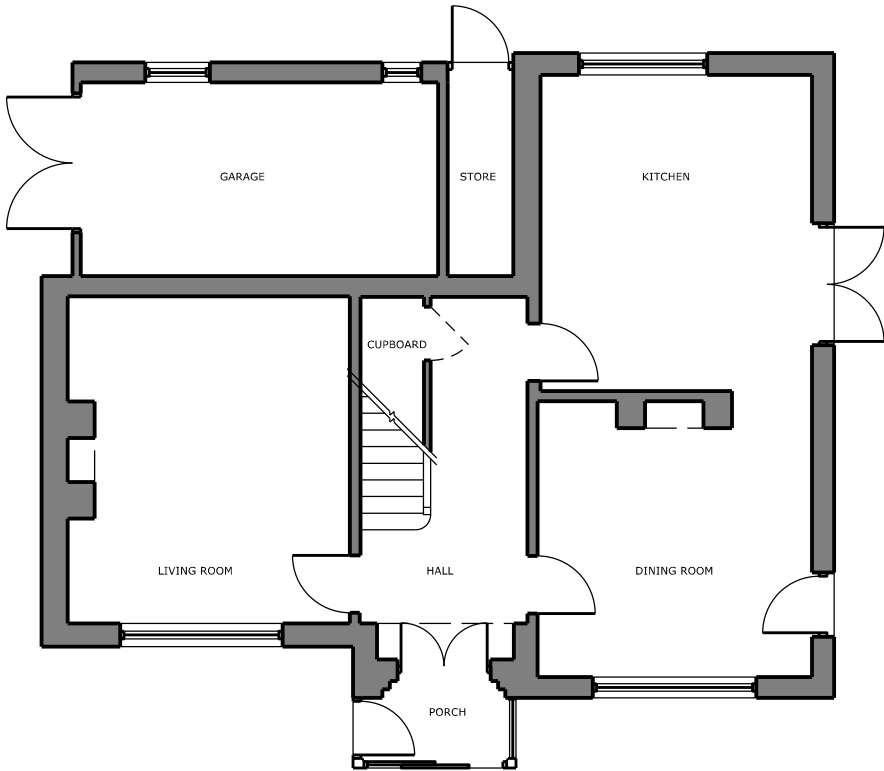 GARAGE
STORE
KITCHEN
CUPBOARD
LIVING ROOM
HALL
DINING ROOM
PORCH